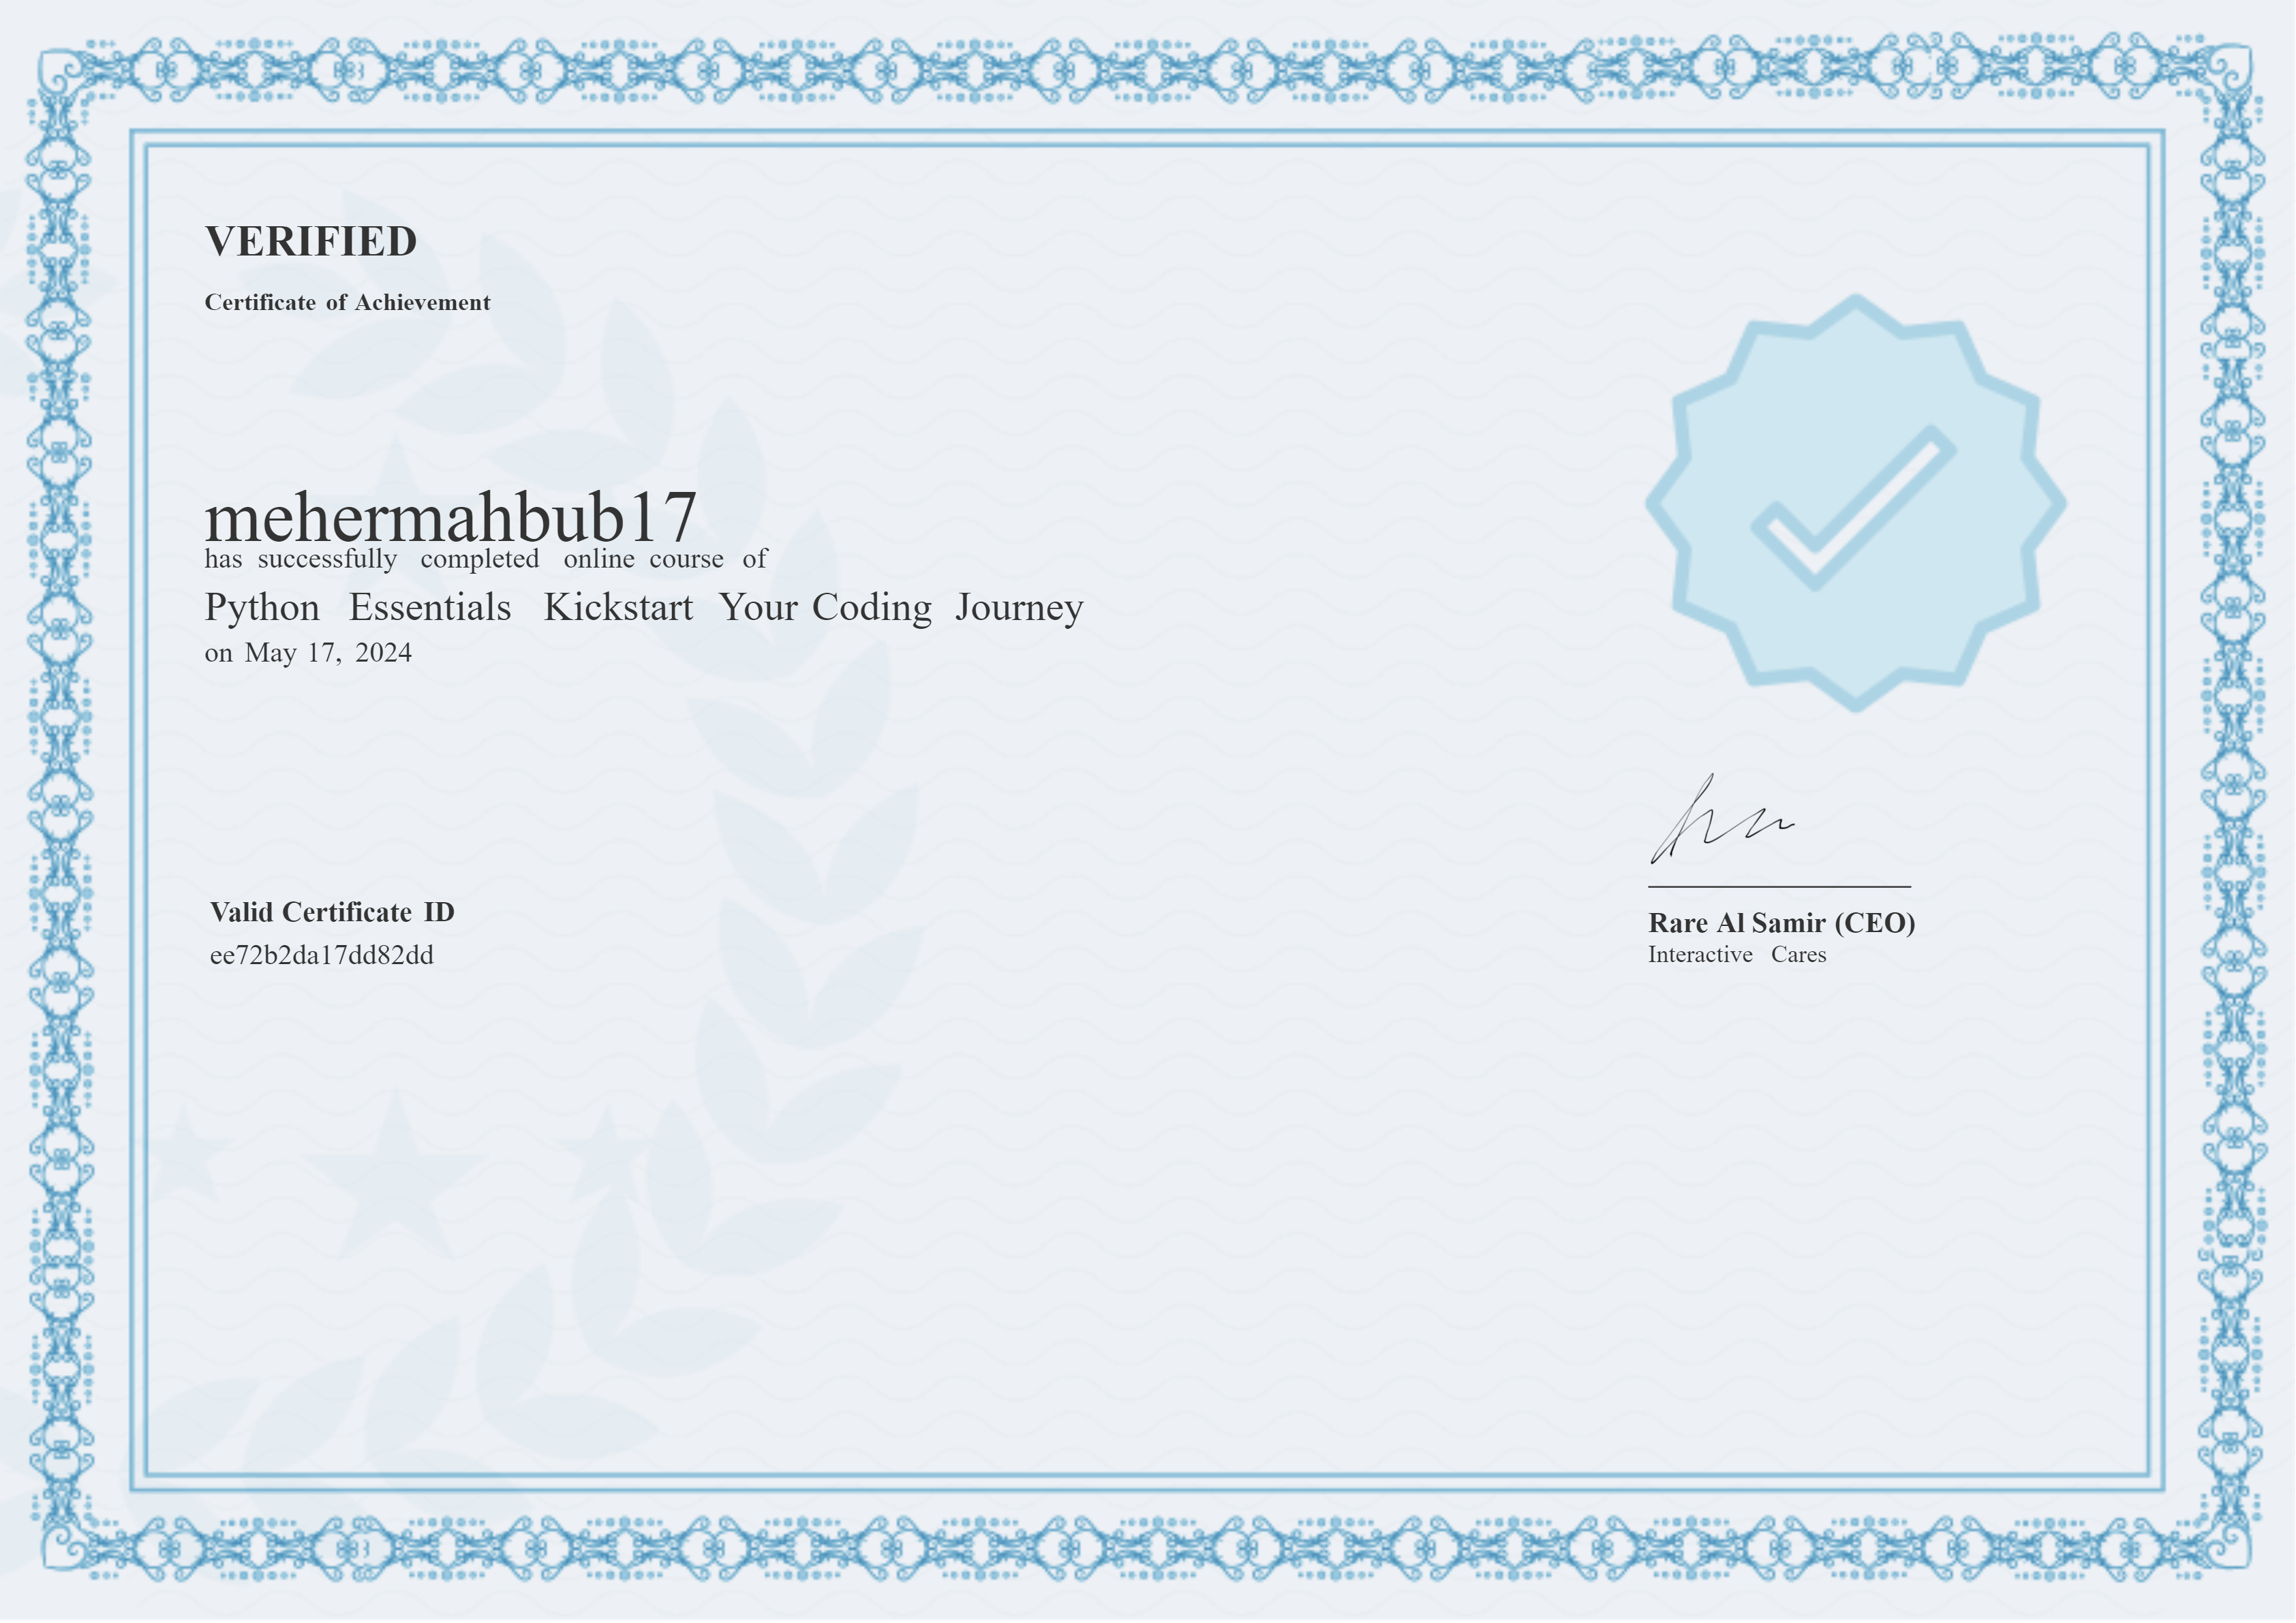 VERIFIED
Certificate of Achievement
mehermahbub17
has successfully completed online course of
Python Essentials Kickstart Your Coding Journey
on May 17, 2024
Valid Certificate ID
ee72b2da17dd82dd
Rare Al Samir (CEO)
Interactive Cares